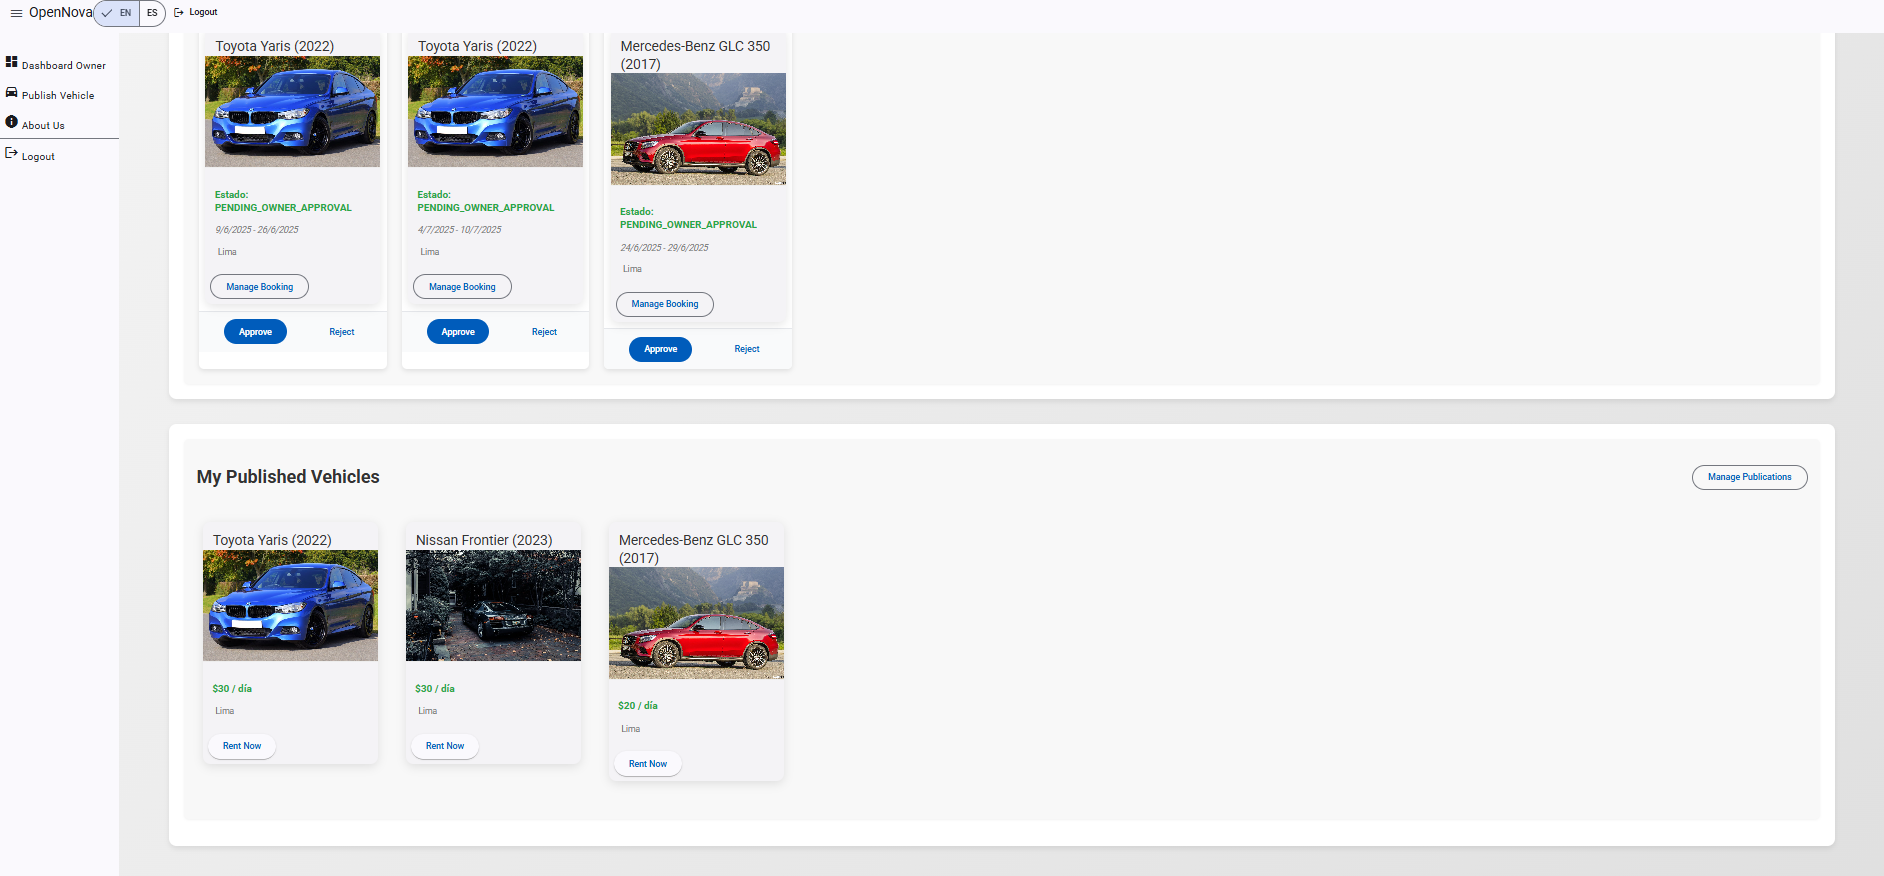 OpenNova
EN
ES
Logout
Dashboard Owner
Publish Vehicle
About Us
Logout
Toyota Yaris (2022)
Estado:
PENDING_OWNER_APPROVAL
9/6/2025 - 26/6/2025
Lima
Manage Booking
Approve
Reject
Toyota Yaris (2022)
Estado:
PENDING_OWNER_APPROVAL
4/7/2025 - 10/7/2025
Lima
Manage Booking
Approve
Reject
Mercedes-Benz GLC 350
(2017)
Estado:
PENDING_OWNER_APPROVAL
24/6/2025 - 29/6/2025
Lima
Manage Booking
Approve
Reject
My Published Vehicles
Manage Publications
Toyota Yaris (2022)
$30 / día
Lima
Rent Now
Nissan Frontier (2023)
$30 / día
Lima
Rent Now
Mercedes-Benz GLC 350
(2017)
$20 / día
Lima
Rent Now